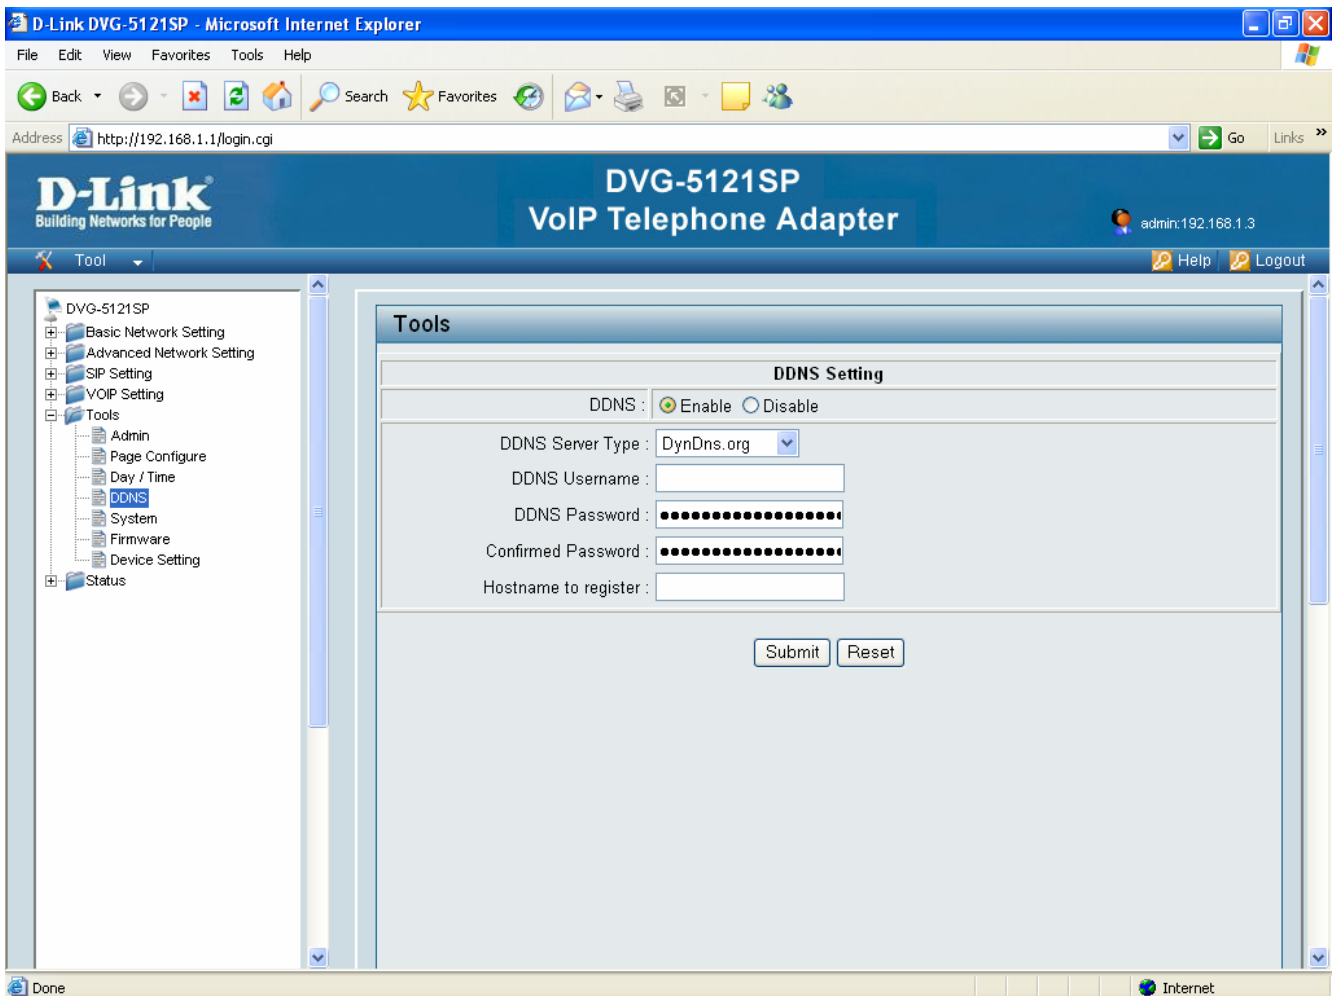 D-Link DVG-5121SP - Microsoft Internet Explorer
File Edit View Favorites Tools Help
Back Search Favorites
Address http://192.168.1.1/login.cgi Go Links »
D-Link®
Building Networks for People
DVG-5121SP
VoIP Telephone Adapter
admin:192.168.1.3
Tool Help Logout
DVG-5121SP
Basic Network Setting
Advanced Network Setting
SIP Setting
VOIP Setting
Tools
Admin
Page Configure
Day / Time
DDNS
System
Firmware
Device Setting
Status
Tools
DDNS Setting
DDNS : Enable Disable
DDNS Server Type : DynDns.org
DDNS Username :
DDNS Password : ●●●●●●●●●●●●●●●●●●
Confirmed Password : ●●●●●●●●●●●●●●●●●●
Hostname to register :
Submit Reset
Done Internet